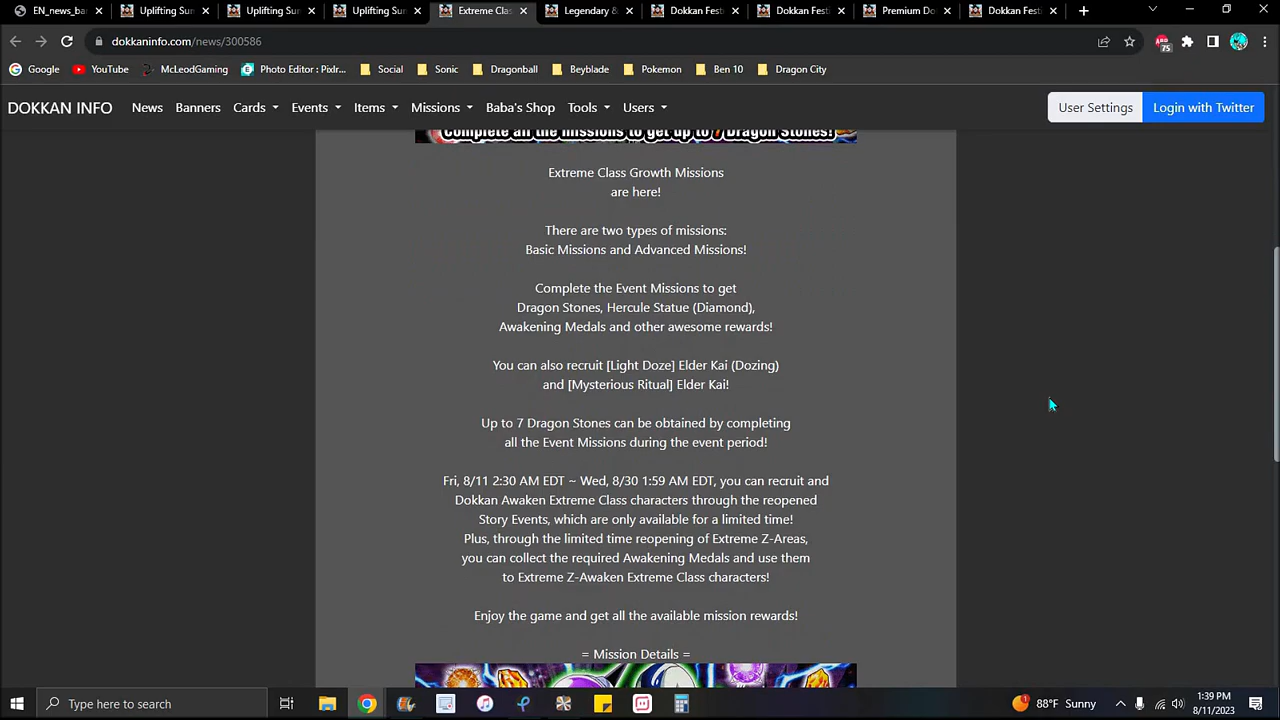 EN_news_ba
Uplifting Sun
Uplifting Sun
Uplifting Sun
Extreme Clas
Legendary &
Dokkan Festi
Dokkan Festi
Premium Do
Dokkan Festi
dokkaninfo.com/news/300586
75
Google
YouTube
McLeodGaming
Photo Editor : Pixlr...
Social
Sonic
Dragonball
Beyblade
Pokemon
Ben 10
Dragon City
DOKKAN INFO
News
Banners
Cards
Events
Items
Missions
Baba's Shop
Tools
Users
User Settings
Login with Twitter
Complete all the missions to get up to 7 Dragon Stones!
Extreme Class Growth Missions
are here!
There are two types of missions:
Basic Missions and Advanced Missions!
Complete the Event Missions to get
Dragon Stones, Hercule Statue (Diamond),
Awakening Medals and other awesome rewards!
You can also recruit [Light Doze] Elder Kai (Dozing)
and [Mysterious Ritual] Elder Kai!
Up to 7 Dragon Stones can be obtained by completing
all the Event Missions during the event period!
Fri, 8/11 2:30 AM EDT ~ Wed, 8/30 1:59 AM EDT, you can recruit and
Dokkan Awaken Extreme Class characters through the reopened
Story Events, which are only available for a limited time!
Plus, through the limited time reopening of Extreme Z-Areas,
you can collect the required Awakening Medals and use them
to Extreme Z-Awaken Extreme Class characters!
Enjoy the game and get all the available mission rewards!
= Mission Details =
Type here to search
88°F Sunny
1:39 PM
8/11/2023